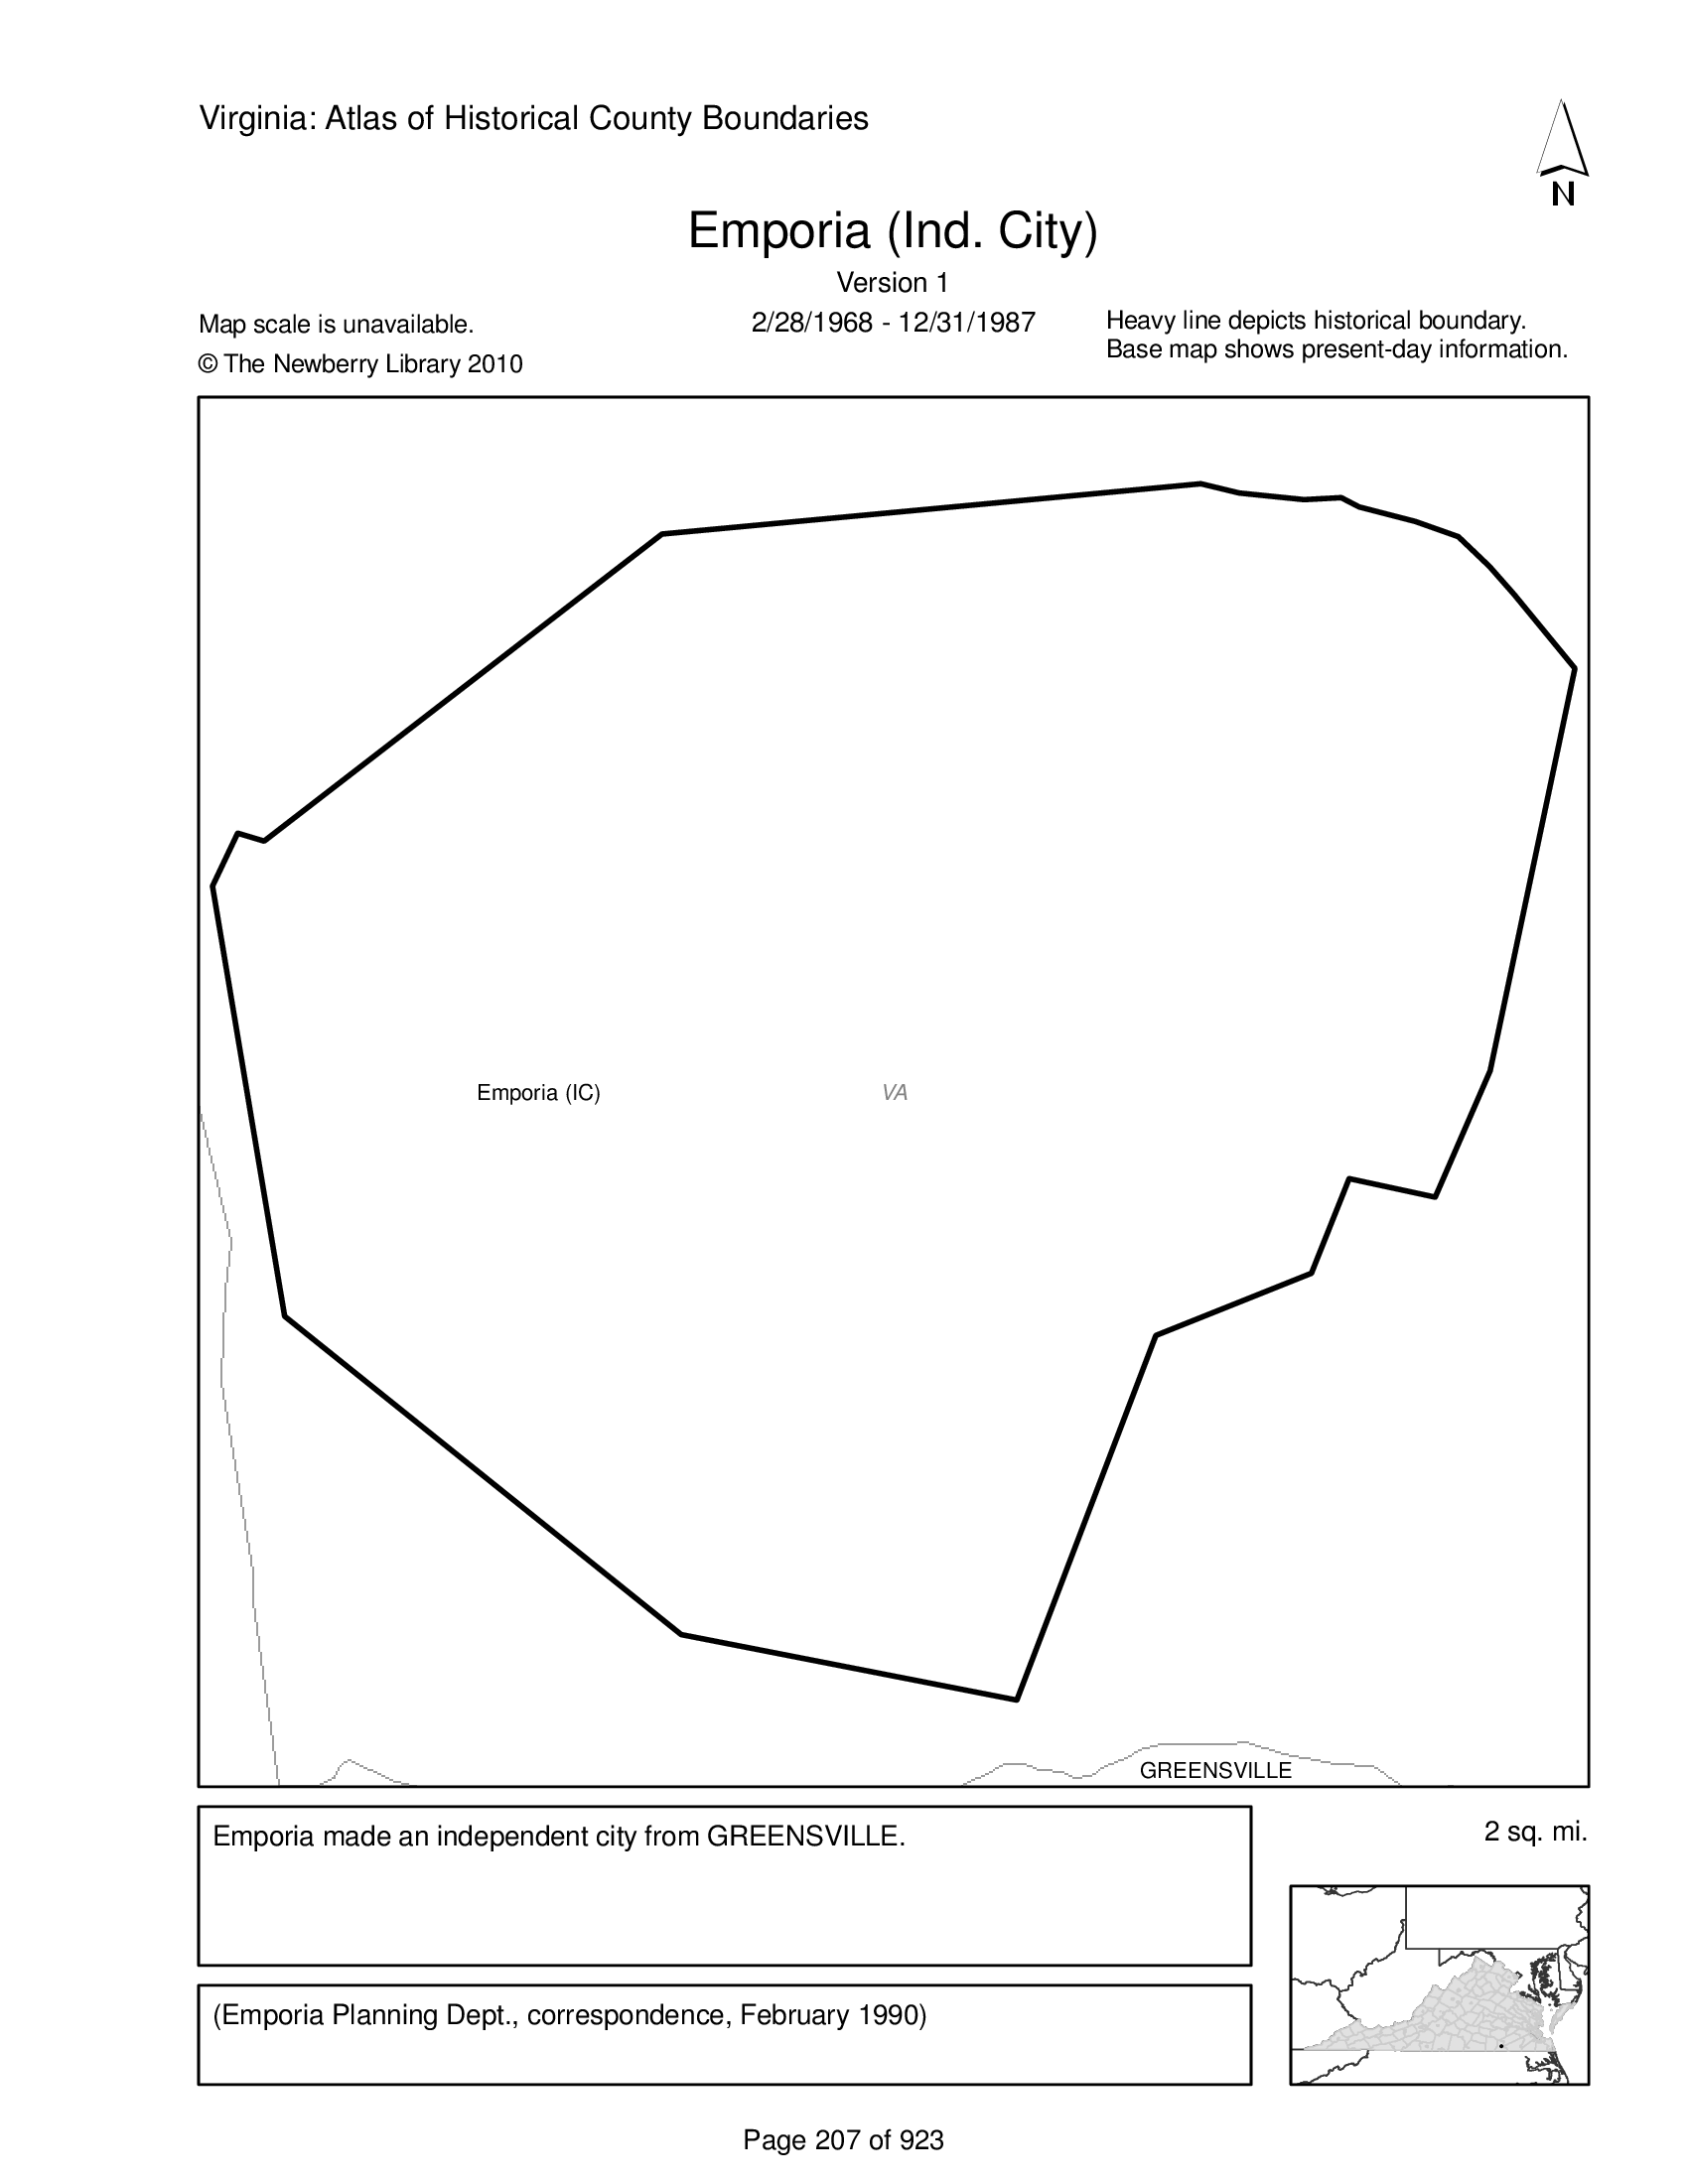 Virginia: Atlas of Historical County Boundaries
N
Emporia (Ind. City)
Version 1
2/28/1968 - 12/31/1987
Map scale is unavailable.
© The Newberry Library 2010
Heavy line depicts historical boundary.
Base map shows present-day information.
Emporia (IC)
VA
GREENSVILLE
Emporia made an independent city from GREENSVILLE.
2 sq. mi.
(Emporia Planning Dept., correspondence, February 1990)
Page 207 of 923